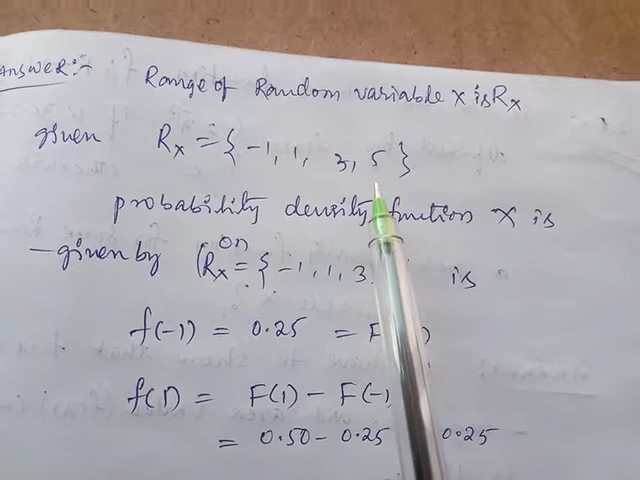 Answer:-
Range of Random variable X is Rx
given Rx = { -1, 1, 3, 5 }
probability density function X is
on
- given by (Rx = { -1, 1, 3 is
f(-1) = 0.25 = F )
f(1) = F(1) - F(-1
= 0.50 - 0.25 0.25